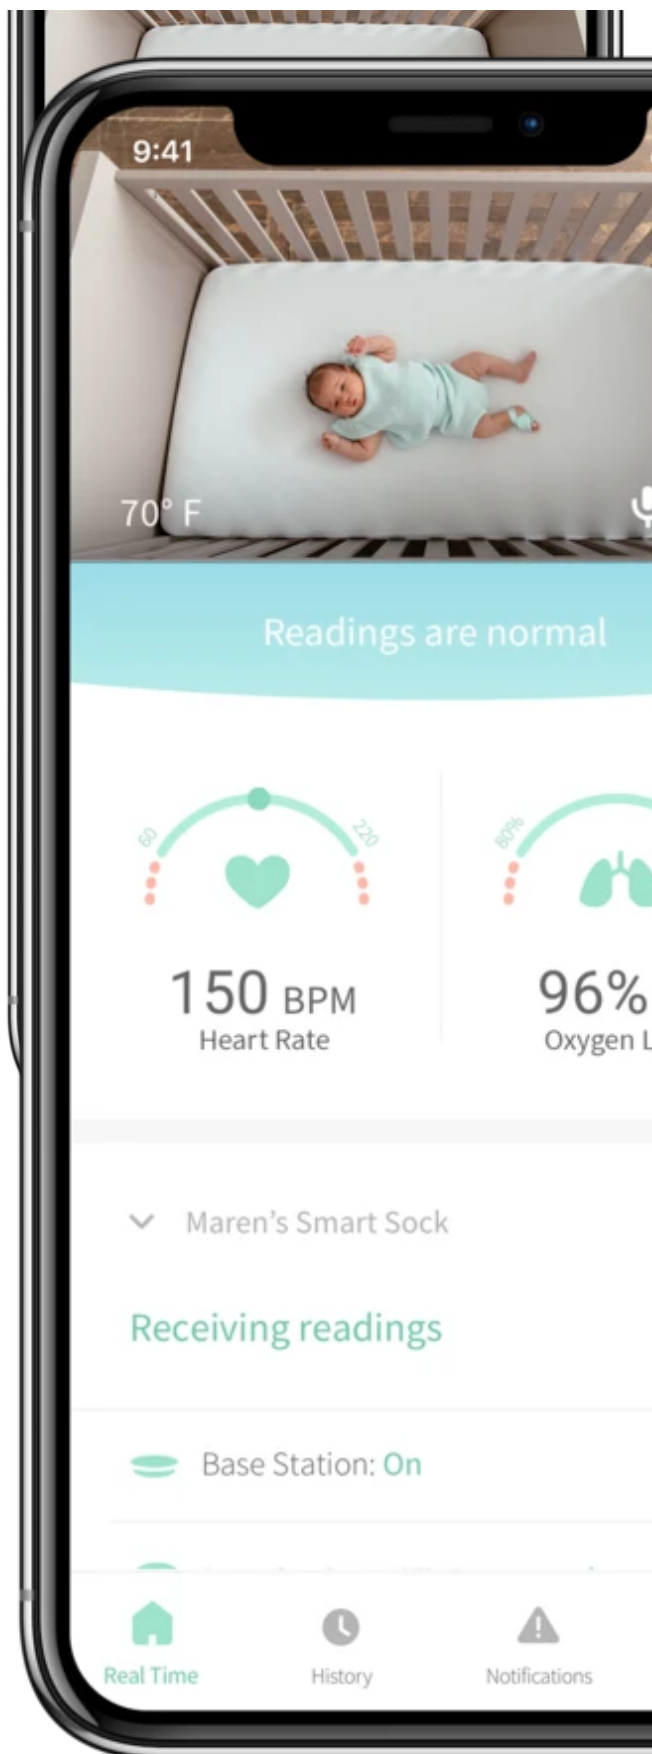 9:41
70° F
Readings are normal
60
220
80%
150 BPM
Heart Rate
96%
Oxygen L
Maren's Smart Sock
Receiving readings
Base Station: On
Real Time
History
Notifications